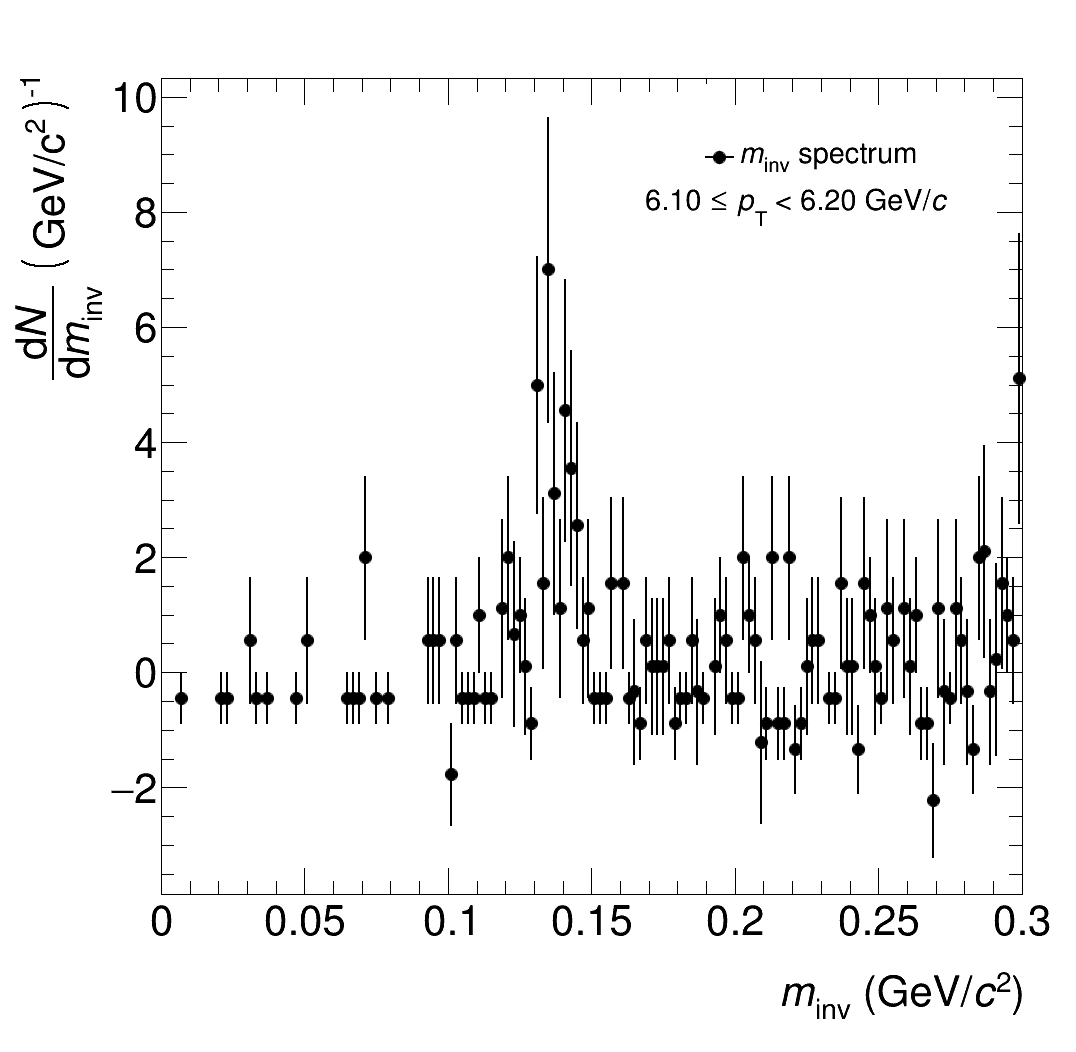 dN/dm_inv (GeV/c²)⁻¹
10
8
6
4
2
0
−2
m_inv spectrum
6.10 ≤ p_T < 6.20 GeV/c
0 0.05 0.1 0.15 0.2 0.25 0.3
m_inv (GeV/c²)